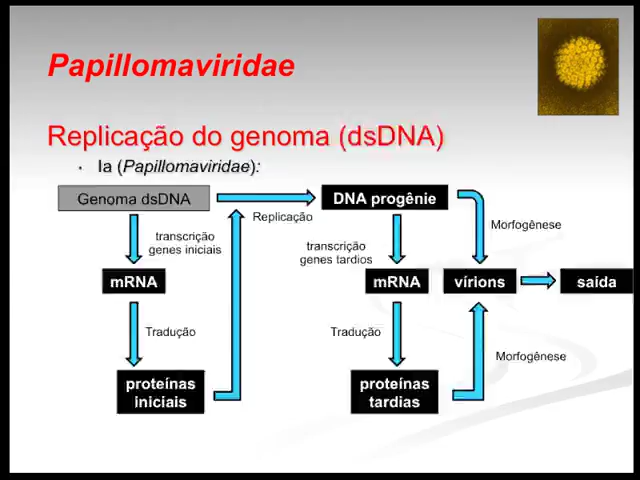 Papillomaviridae
Replicação do genoma (dsDNA)
· Ia (Papillomaviridae):
Genoma dsDNA
DNA progênie
Replicação
Morfogênese
transcrição
genes iniciais
transcrição
genes tardios
mRNA
mRNA
vírions
saída
Tradução
Tradução
Morfogênese
proteínas
iniciais
proteínas
tardias